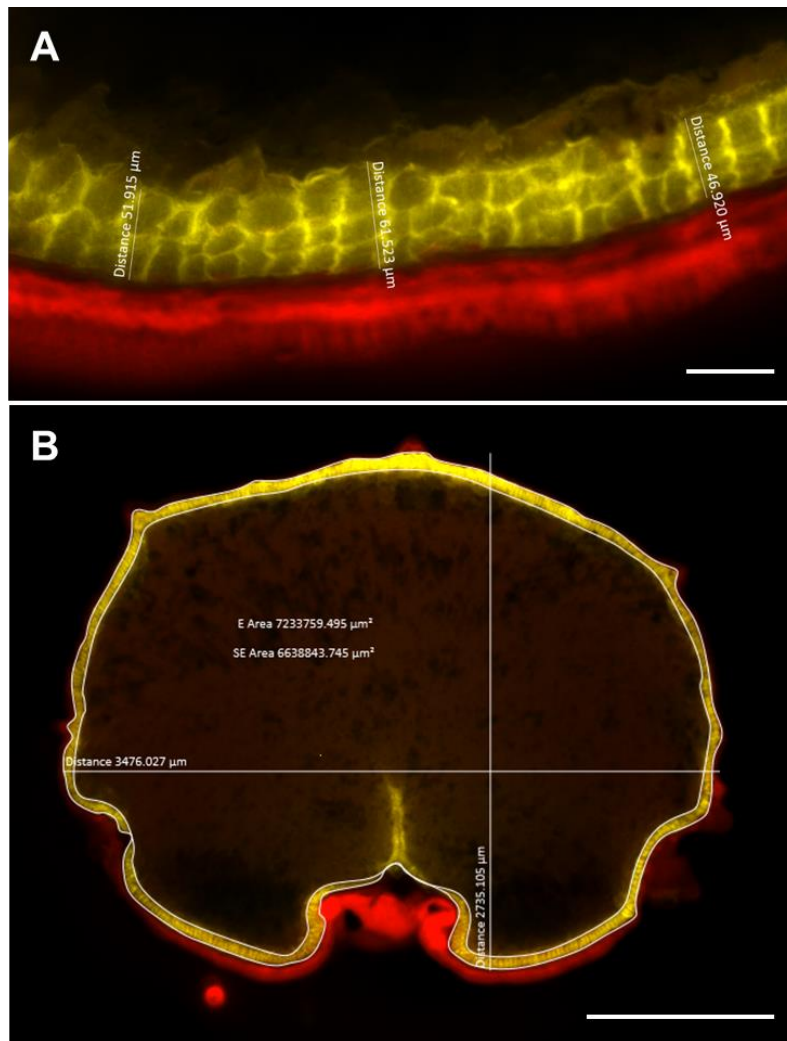 A
Distance 51.915 µm
Distance 61.523 µm
Distance 46.920 µm
B
E Area 7233759.495 µm²
SE Area 6638843.745 µm²
Distance 3476.027 µm
Distance 2735.105 µm